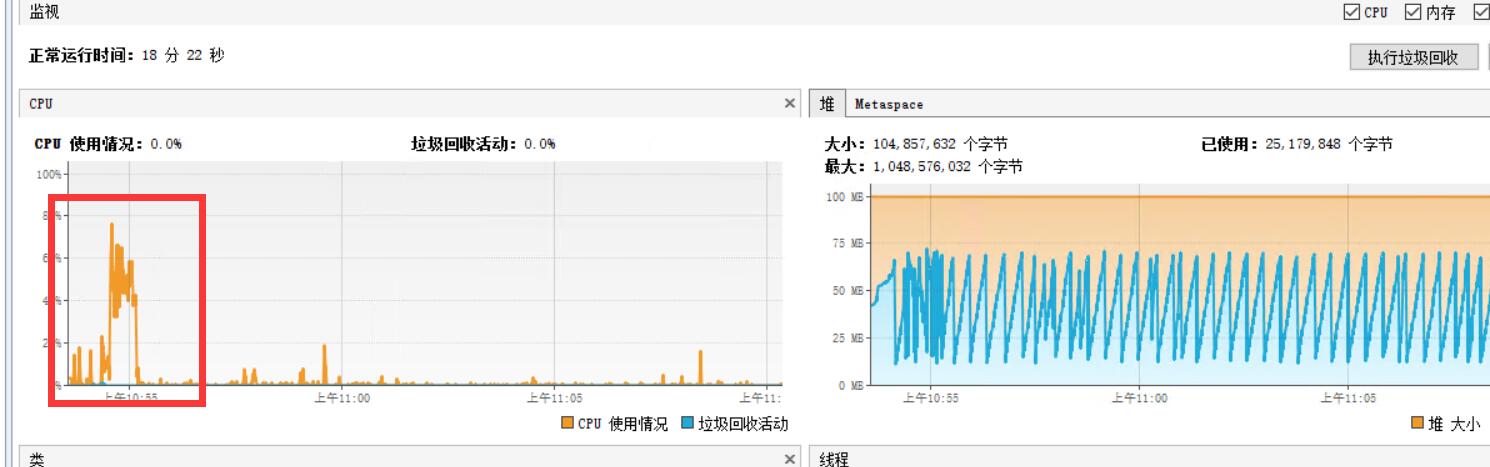 监视
CPU 内存
正常运行时间: 18 分 22 秒
执行垃圾回收
CPU
CPU 使用情况: 0.0%
垃圾回收活动: 0.0%
100%
8 %
6 %
4 %
2 %
%
上午10:55 上午11:00 上午11:05 上午11:
CPU 使用情况 垃圾回收活动
堆 Metaspace
大小: 104,857,632 个字节
已使用: 25,179,848 个字节
最大: 1,048,576,032 个字节
100 MB
75 MB
50 MB
25 MB
0 MB
上午10:55 上午11:00 上午11:05
堆 大小
类
线程